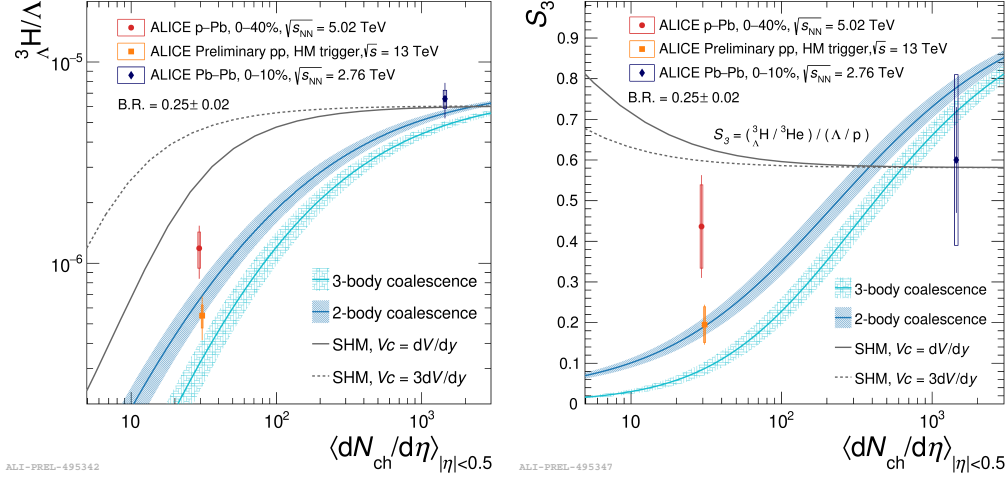 ³ΛH/Λ
ALICE p–Pb, 0–40%, √sNN = 5.02 TeV
ALICE Preliminary pp, HM trigger, √s = 13 TeV
ALICE Pb–Pb, 0–10%, √sNN = 2.76 TeV
B.R. = 0.25± 0.02
10⁻⁵
10⁻⁶
3-body coalescence
2-body coalescence
SHM, Vc = dV/dy
SHM, Vc = 3dV/dy
10 10² 10³
⟨dNch/dη⟩|η|<0.5
ALI-PREL-495342
S₃
ALICE p–Pb, 0–40%, √sNN = 5.02 TeV
ALICE Preliminary pp, HM trigger, √s = 13 TeV
ALICE Pb–Pb, 0–10%, √sNN = 2.76 TeV
B.R. = 0.25± 0.02
S₃ = (³ΛH / ³He) / (Λ / p)
0.9
0.8
0.7
0.6
0.5
0.4
0.3
0.2
0.1
0
3-body coalescence
2-body coalescence
SHM, Vc = dV/dy
SHM, Vc = 3dV/dy
10 10² 10³
⟨dNch/dη⟩|η|<0.5
ALI-PREL-495347